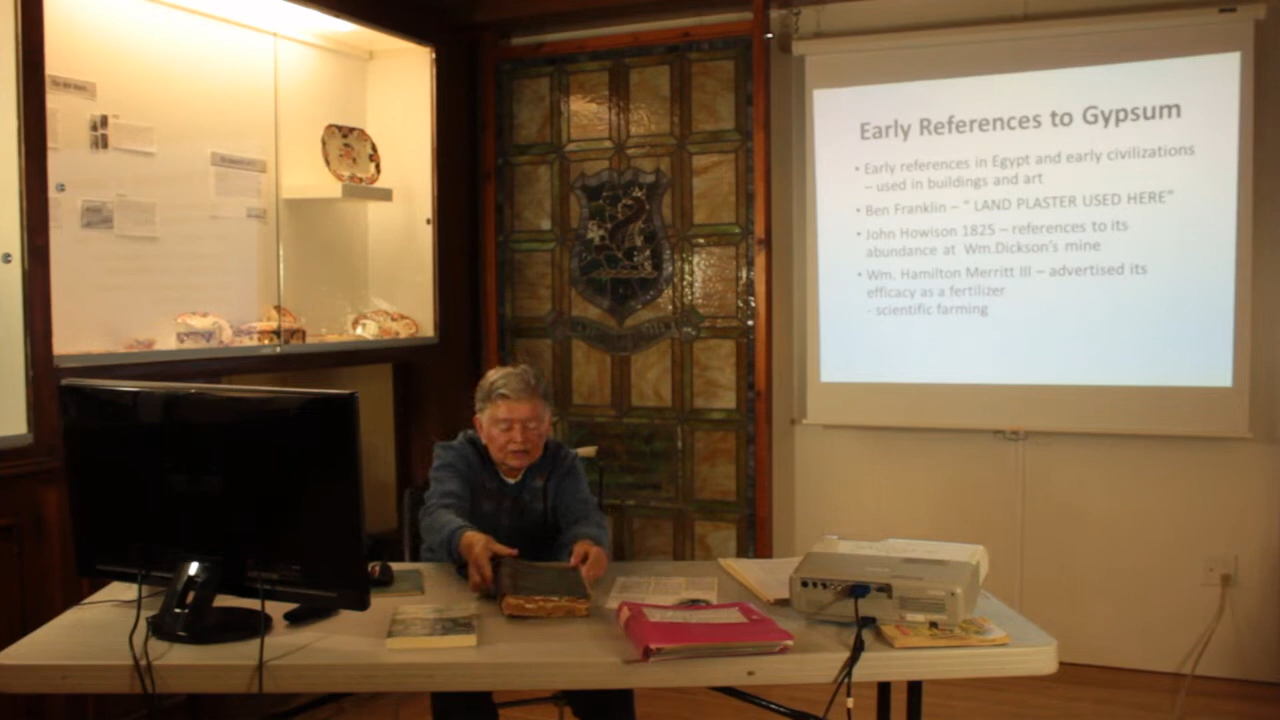 Early References to Gypsum
• Early references in Egypt and early civilizations
– used in buildings and art
• Ben Franklin – " LAND PLASTER USED HERE"
• John Howison 1825 – references to its
abundance at Wm.Dickson's mine
• Wm. Hamilton Merritt III – advertised its
efficacy as a fertilizer
- scientific farming